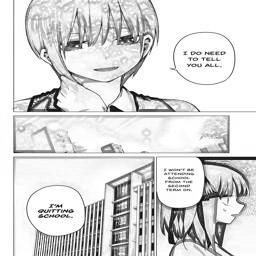 I DO NEED
TO TELL
YOU ALL.
I WON'T BE
ATTENDING
SCHOOL
FROM THE
SECOND
TERM ON.
I'M
QUITTING
SCHOOL.